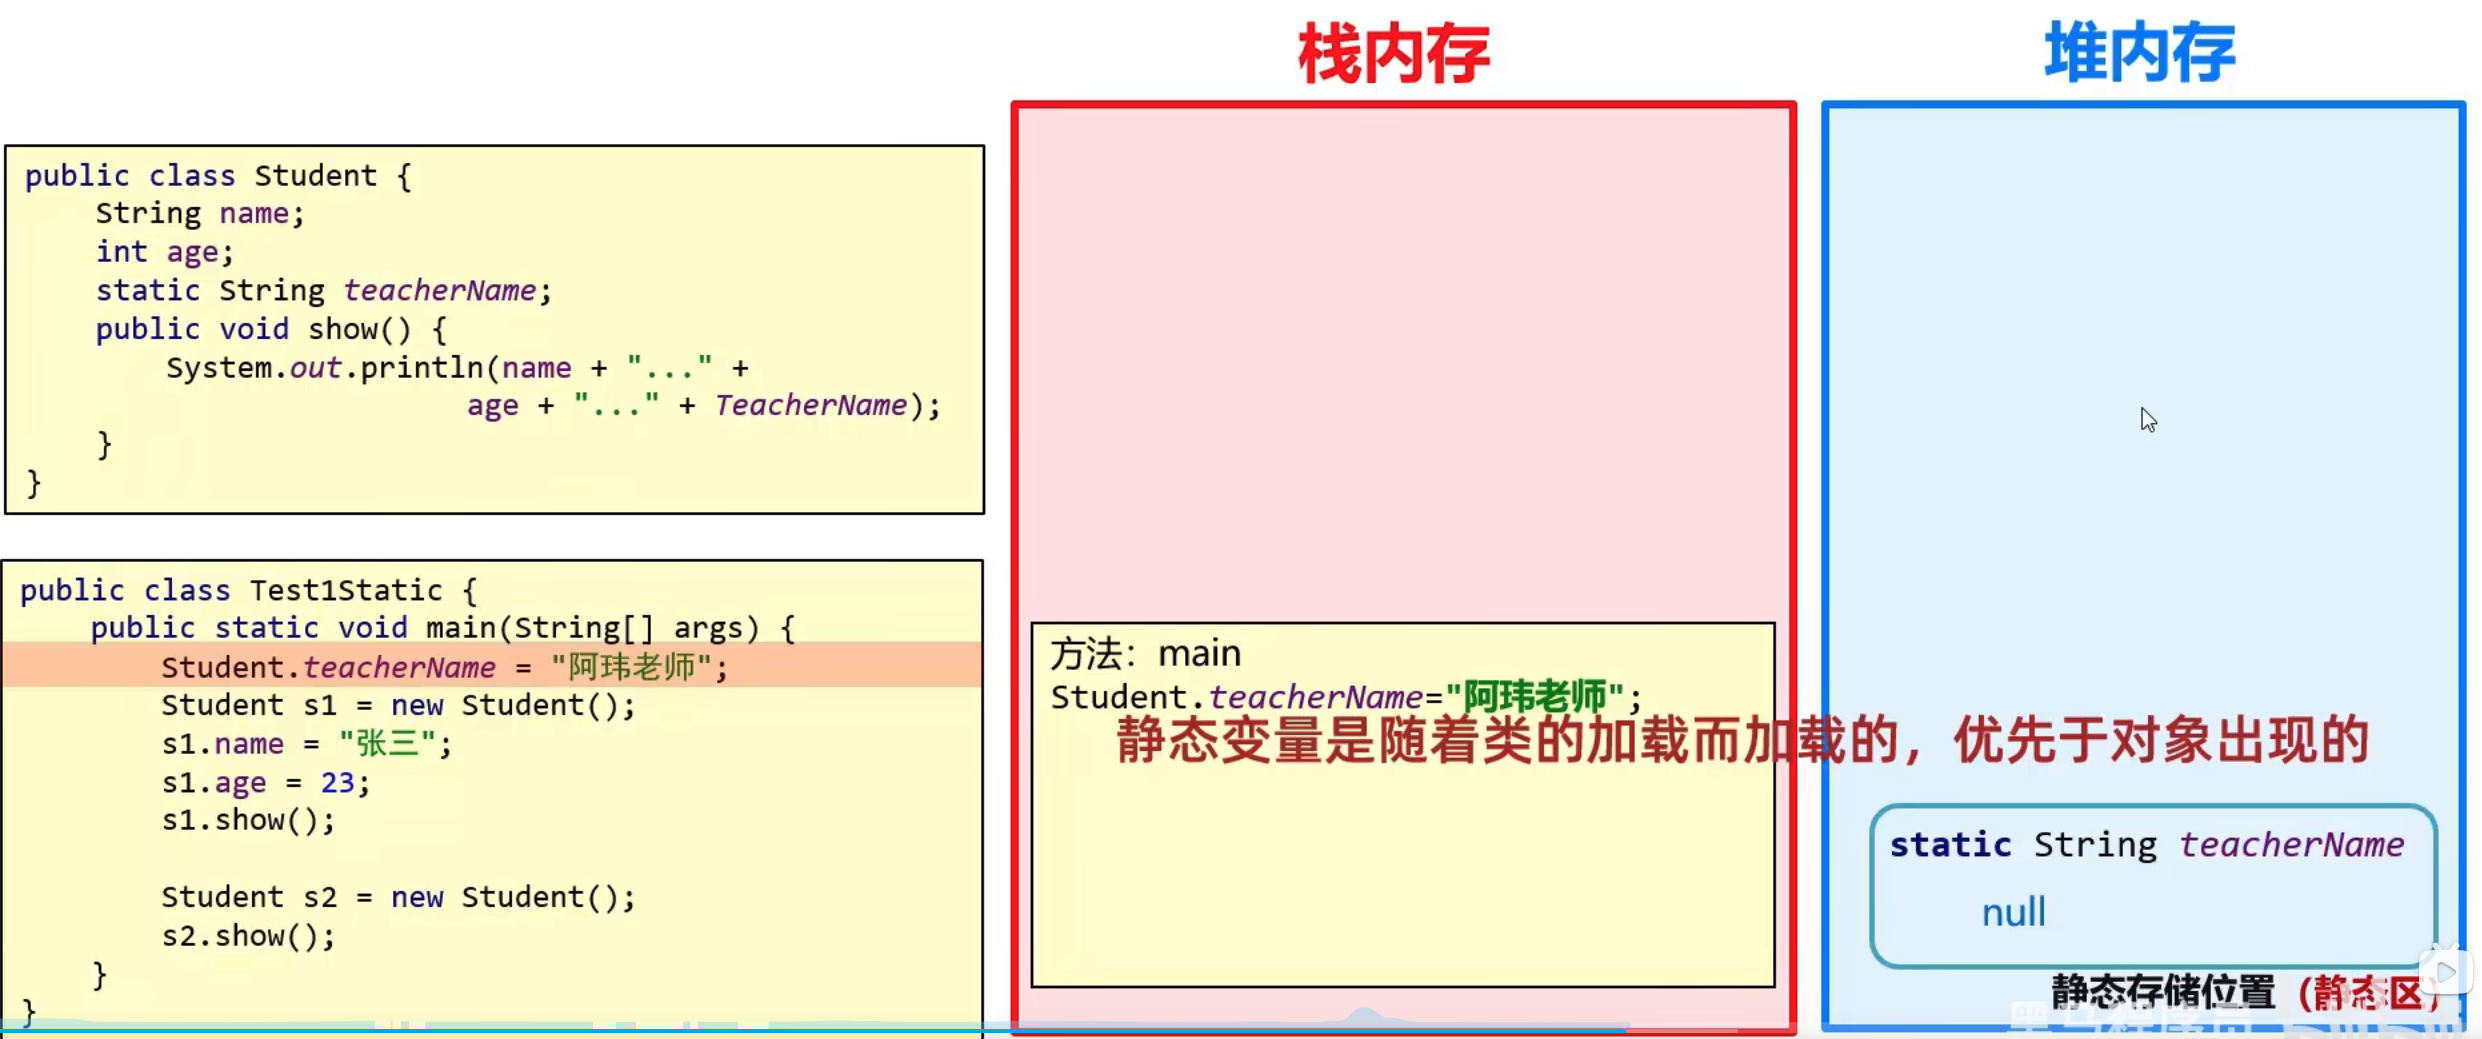 栈内存
堆内存
public class Student {
String name;
int age;
static String teacherName;
public void show() {
System.out.println(name + "..." +
age + "..." + TeacherName);
}
}
public class Test1Static {
public static void main(String[] args) {
Student.teacherName = "阿玮老师";
Student s1 = new Student();
s1.name = "张三";
s1.age = 23;
s1.show();
Student s2 = new Student();
s2.show();
}
}
方法：main
Student.teacherName="阿玮老师";
静态变量是随着类的加载而加载的，优先于对象出现的
static String teacherName
null
静态存储位置（静态区）